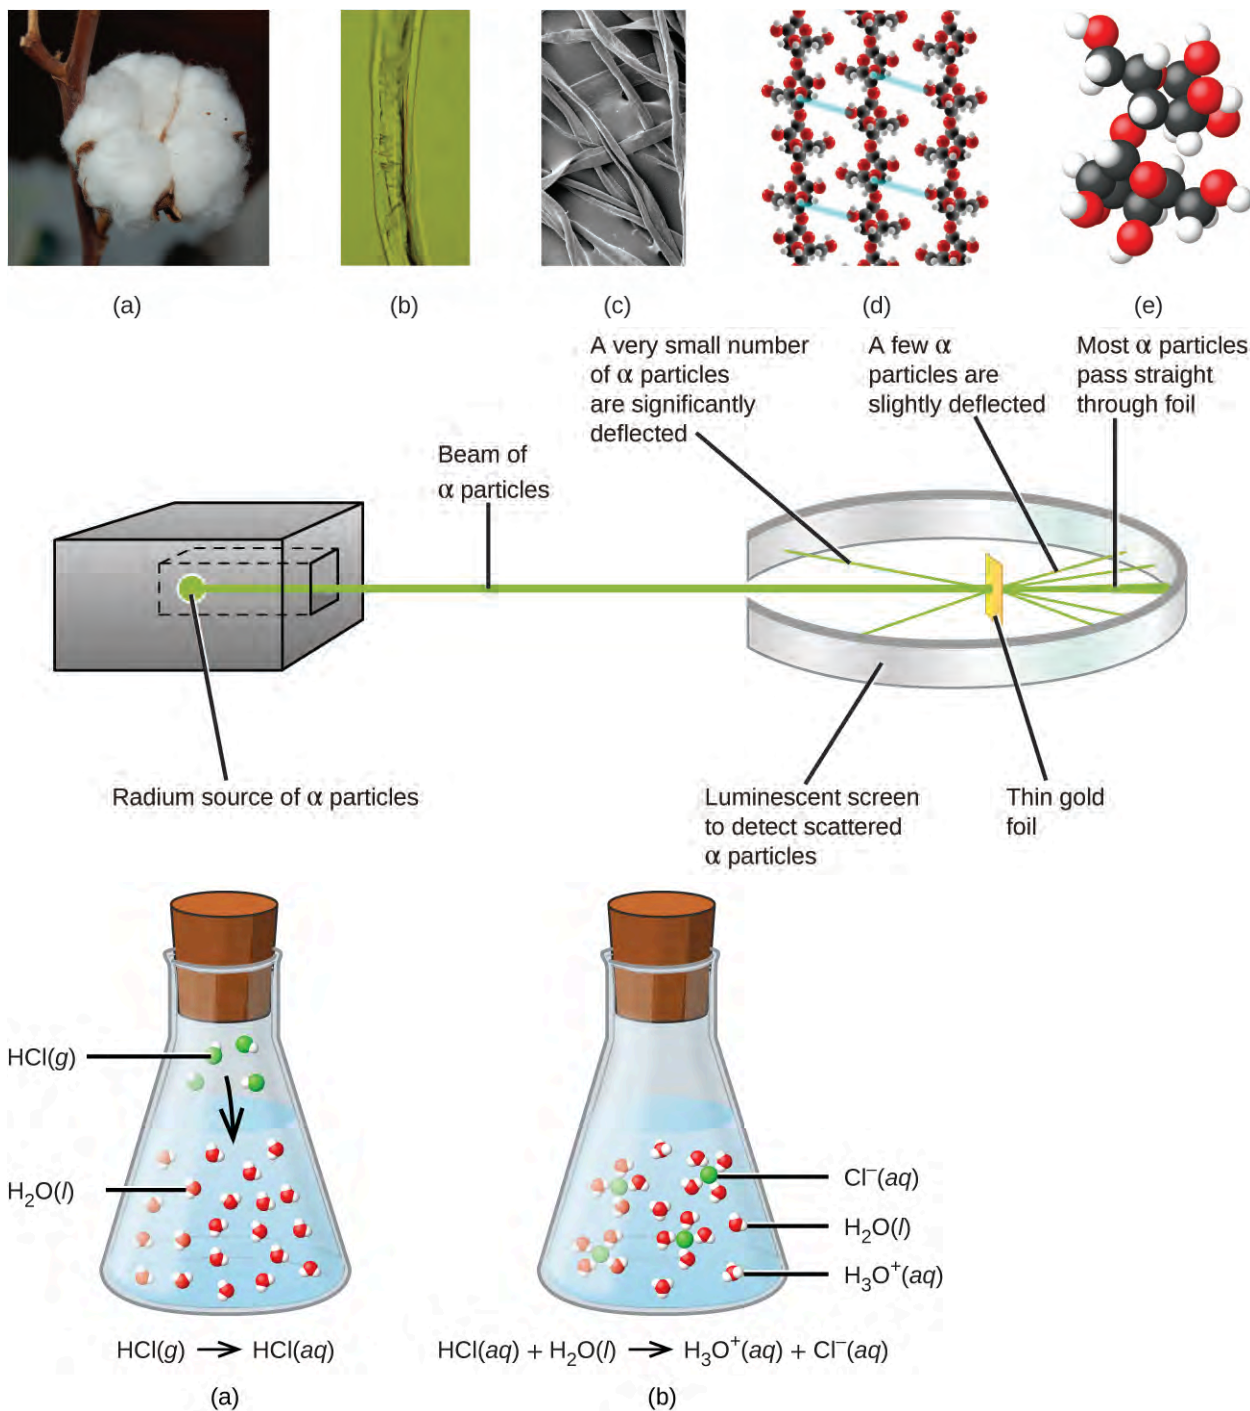 (a)
(b)
(c)
(d)
(e)
A very small number
of α particles
are significantly
deflected
A few α
particles are
slightly deflected
Most α particles
pass straight
through foil
Beam of
α particles
Radium source of α particles
Luminescent screen
to detect scattered
α particles
Thin gold
foil
HCl(g)
H₂O(l)
Cl⁻(aq)
H₂O(l)
H₃O⁺(aq)
HCl(g) ⟶ HCl(aq)
(a)
HCl(aq) + H₂O(l) ⟶ H₃O⁺(aq) + Cl⁻(aq)
(b)